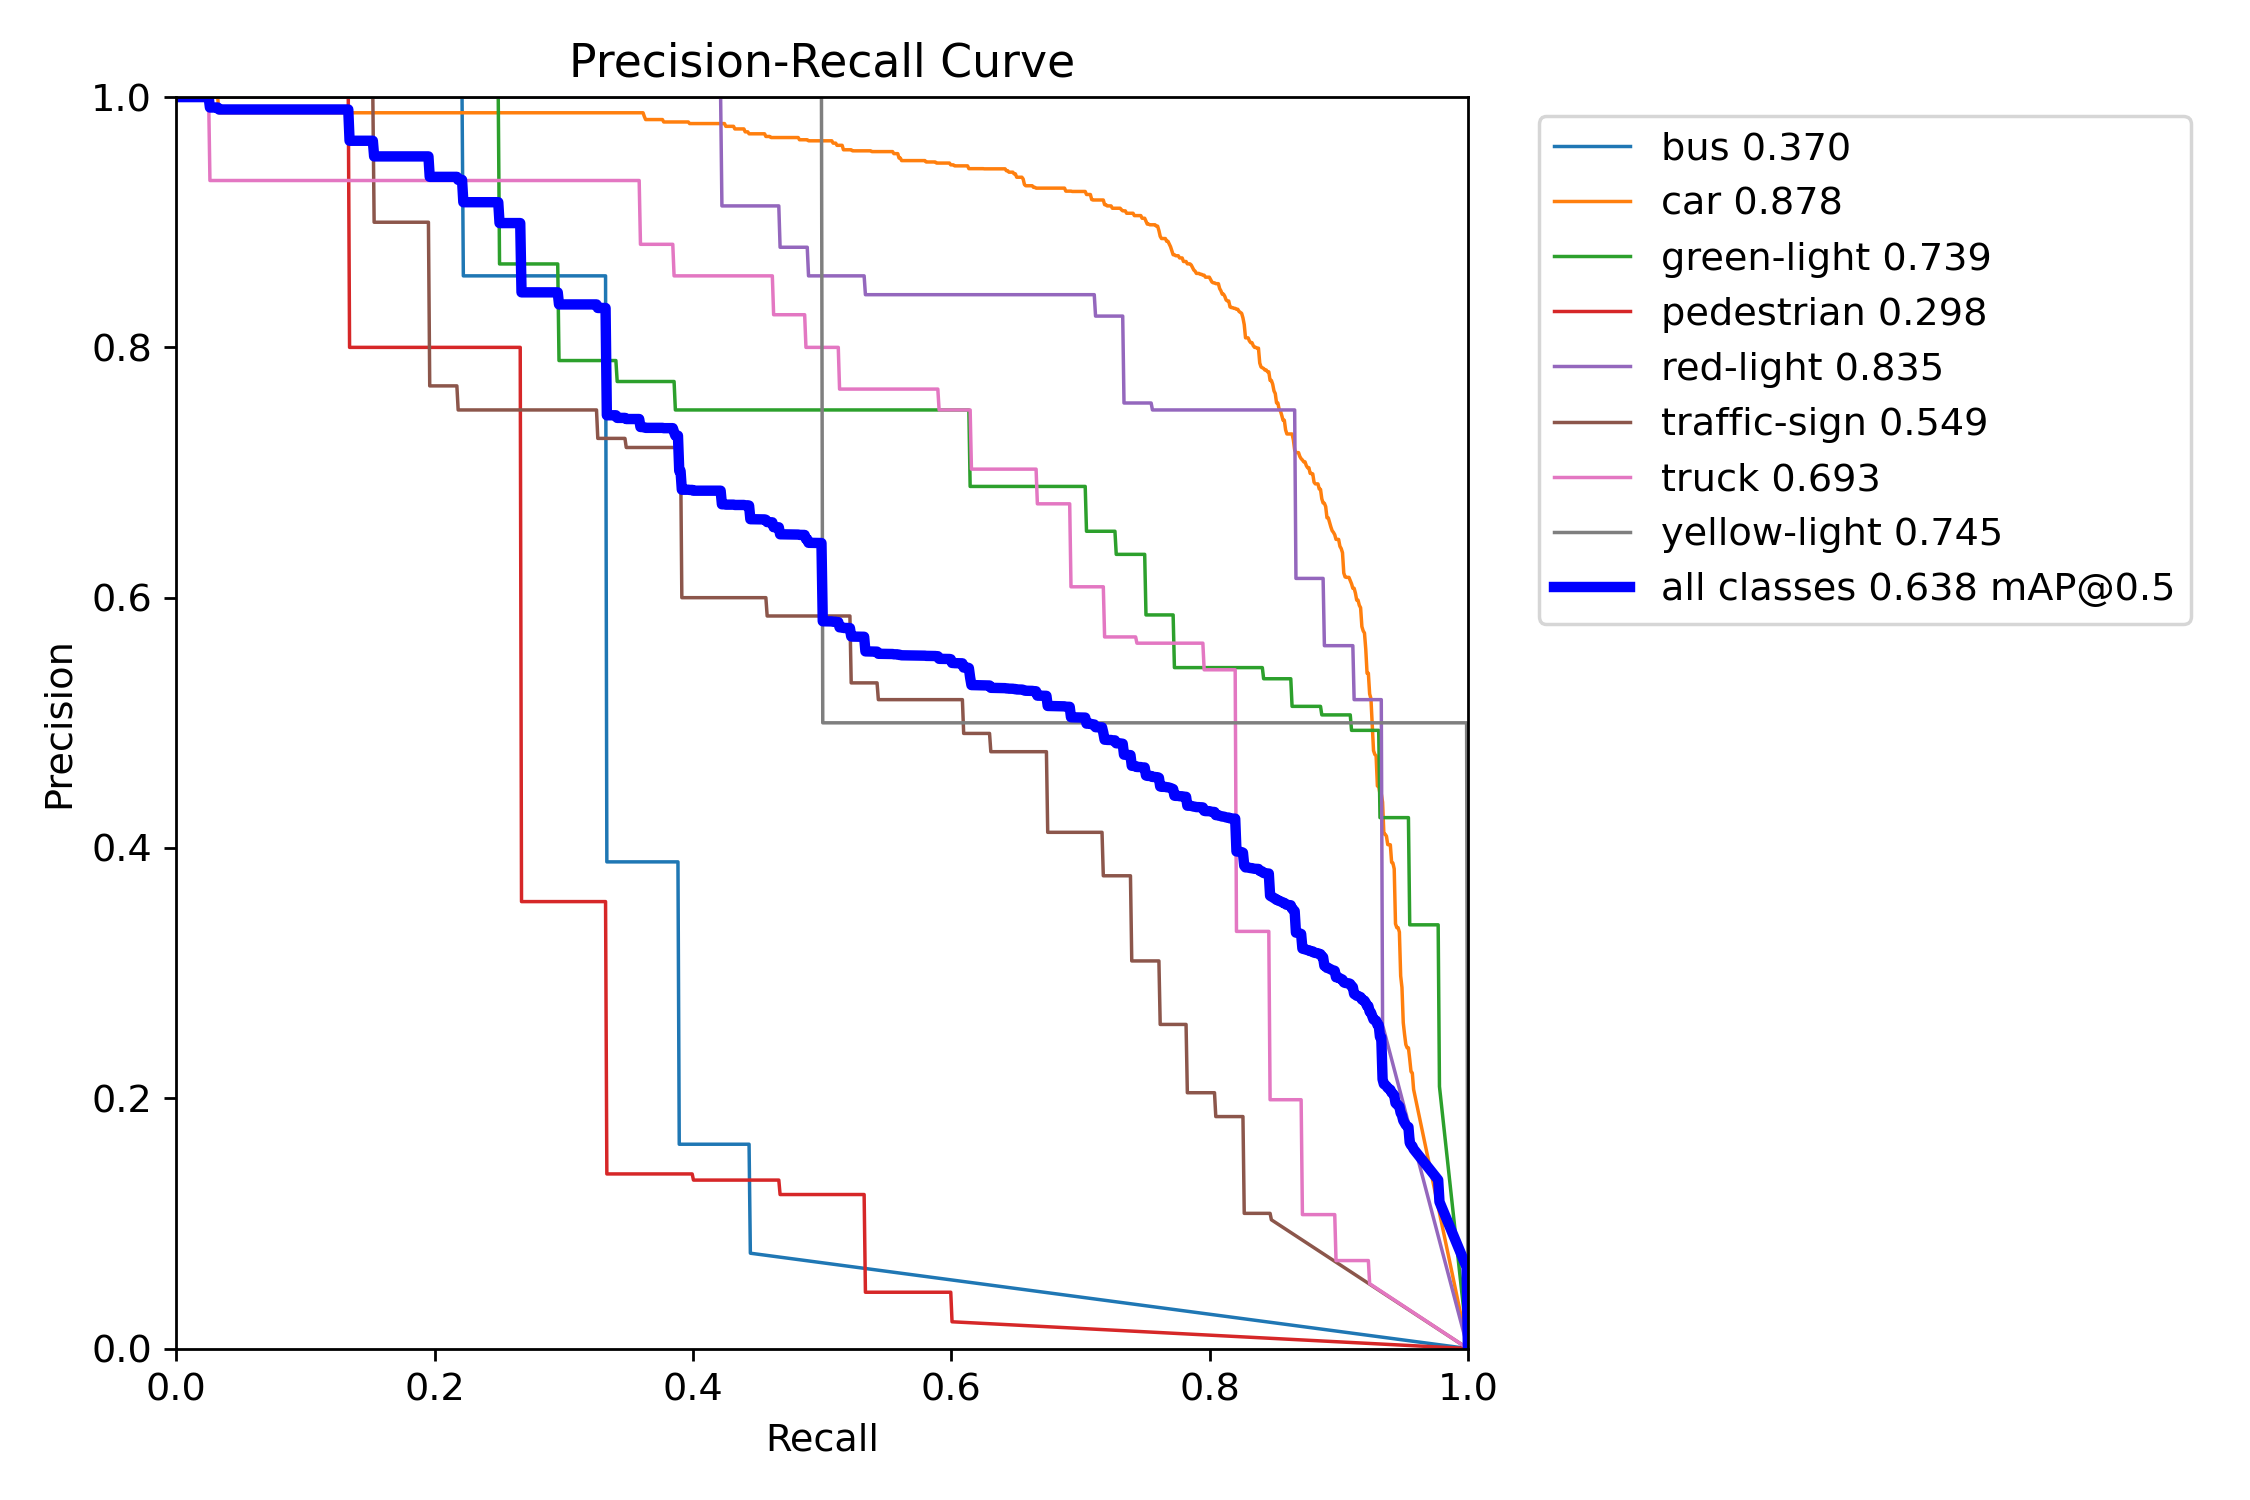 Precision-Recall Curve
1.0
0.8
0.6
0.4
0.2
0.0
Precision
0.0 0.2 0.4 0.6 0.8 1.0
Recall
bus 0.370
car 0.878
green-light 0.739
pedestrian 0.298
red-light 0.835
traffic-sign 0.549
truck 0.693
yellow-light 0.745
all classes 0.638 mAP@0.5